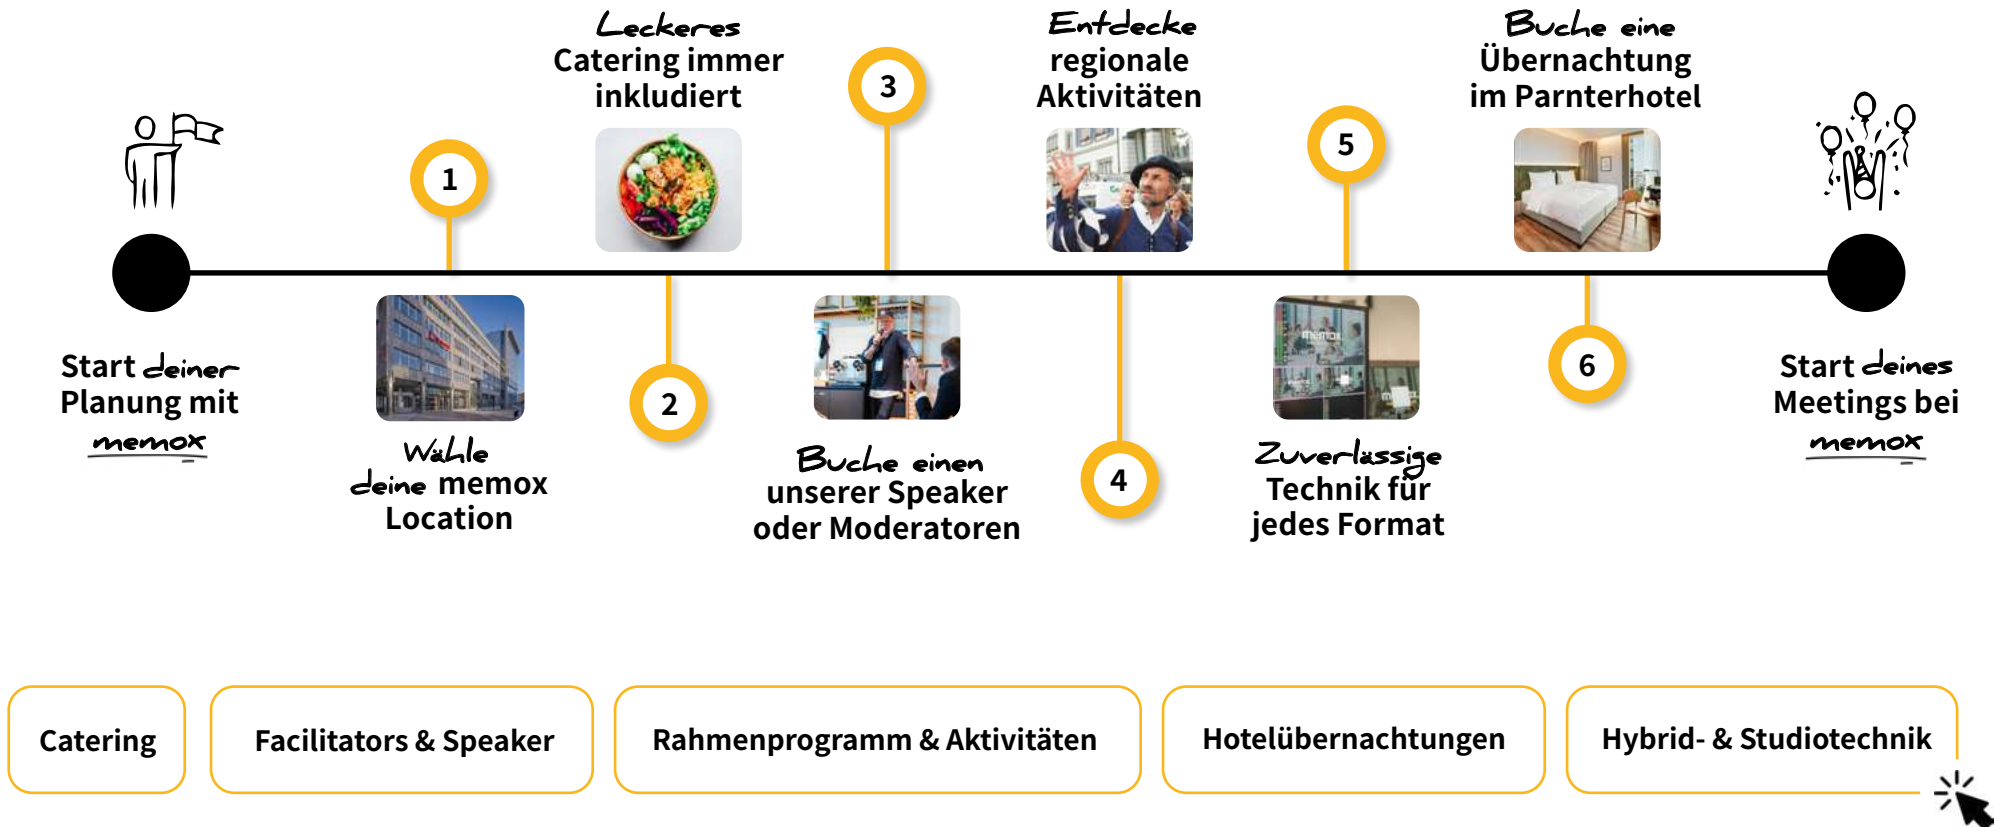 Start deiner
Planung mit
memox
1
Wähle
deine memox
Location
Leckeres
Catering immer
inkludiert
2
3
Buche einen
unserer Speaker
oder Moderatoren
Entdecke
regionale
Aktivitäten
4
5
memox
Zuverlässige
Technik für
jedes Format
Buche eine
Übernachtung
im Parnterhotel
6
Start deines
Meetings bei
memox
Catering
Facilitators & Speaker
Rahmenprogramm & Aktivitäten
Hotelübernachtungen
Hybrid- & Studiotechnik